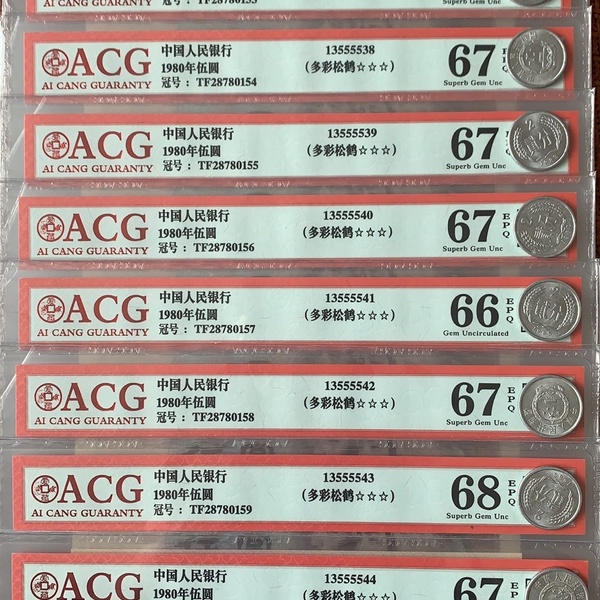 TF28780153
ACG
AI CANG GUARANTY
中国人民银行
1980年伍圆
冠号：TF28780154
13555538
（多彩松鹤☆☆☆）
67
EPQ
Superb Gem Unc
ACG
AI CANG GUARANTY
中国人民银行
1980年伍圆
冠号：TF28780155
13555539
（多彩松鹤☆☆☆）
67
Superb Gem Unc
ACG
AI CANG GUARANTY
中国人民银行
1980年伍圆
冠号：TF28780156
13555540
（多彩松鹤☆☆☆）
67
EPQ
Superb Gem Unc
ACG
AI CANG GUARANTY
中国人民银行
1980年伍圆
冠号：TF28780157
13555541
（多彩松鹤☆☆☆）
66
EPQ
Gem Uncirculated
ACG
AI CANG GUARANTY
中国人民银行
1980年伍圆
冠号：TF28780158
13555542
（多彩松鹤☆☆☆）
67
EPQ
Superb Gem Unc
ACG
AI CANG GUARANTY
中国人民银行
1980年伍圆
冠号：TF28780159
13555543
（多彩松鹤☆☆☆）
68
EPQ
Superb Gem Unc
ACG
中国人民银行
1980年伍圆
13555544
（多彩松鹤☆☆☆）
67